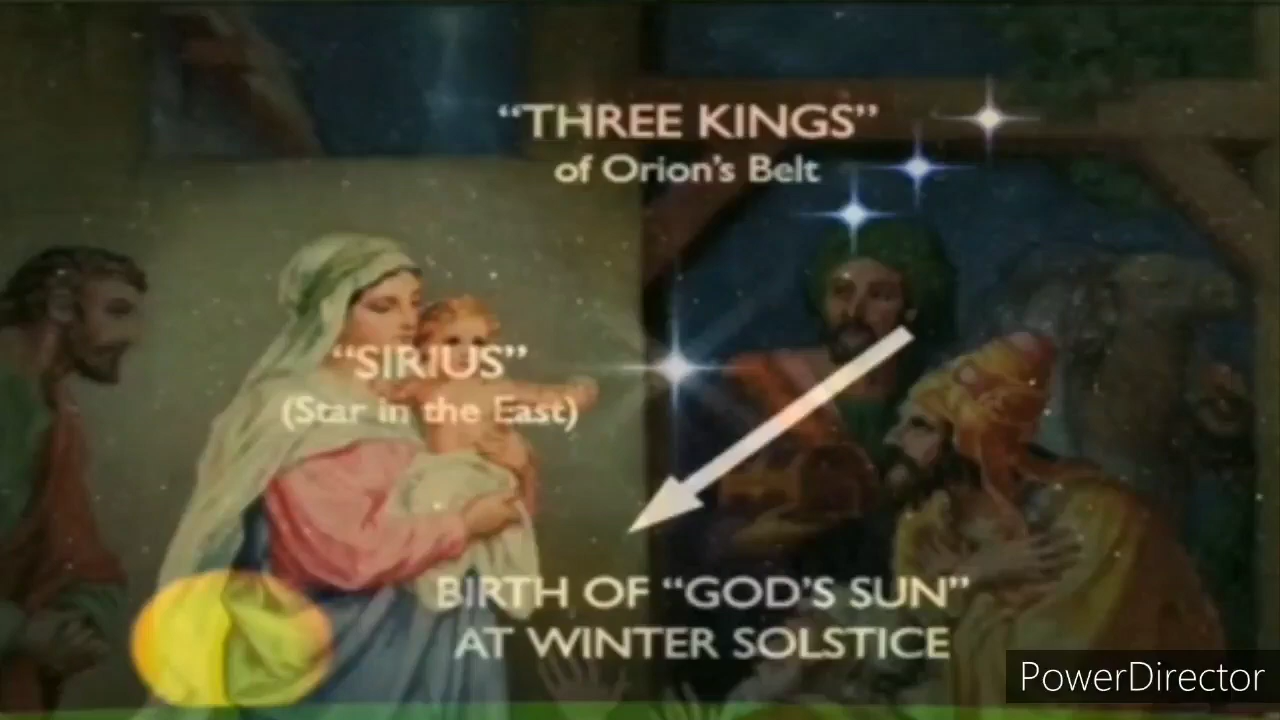 “THREE KINGS”
of Orion’s Belt
“SIRIUS”
(Star in the East)
BIRTH OF “GOD’S SUN”
AT WINTER SOLSTICE
PowerDirector